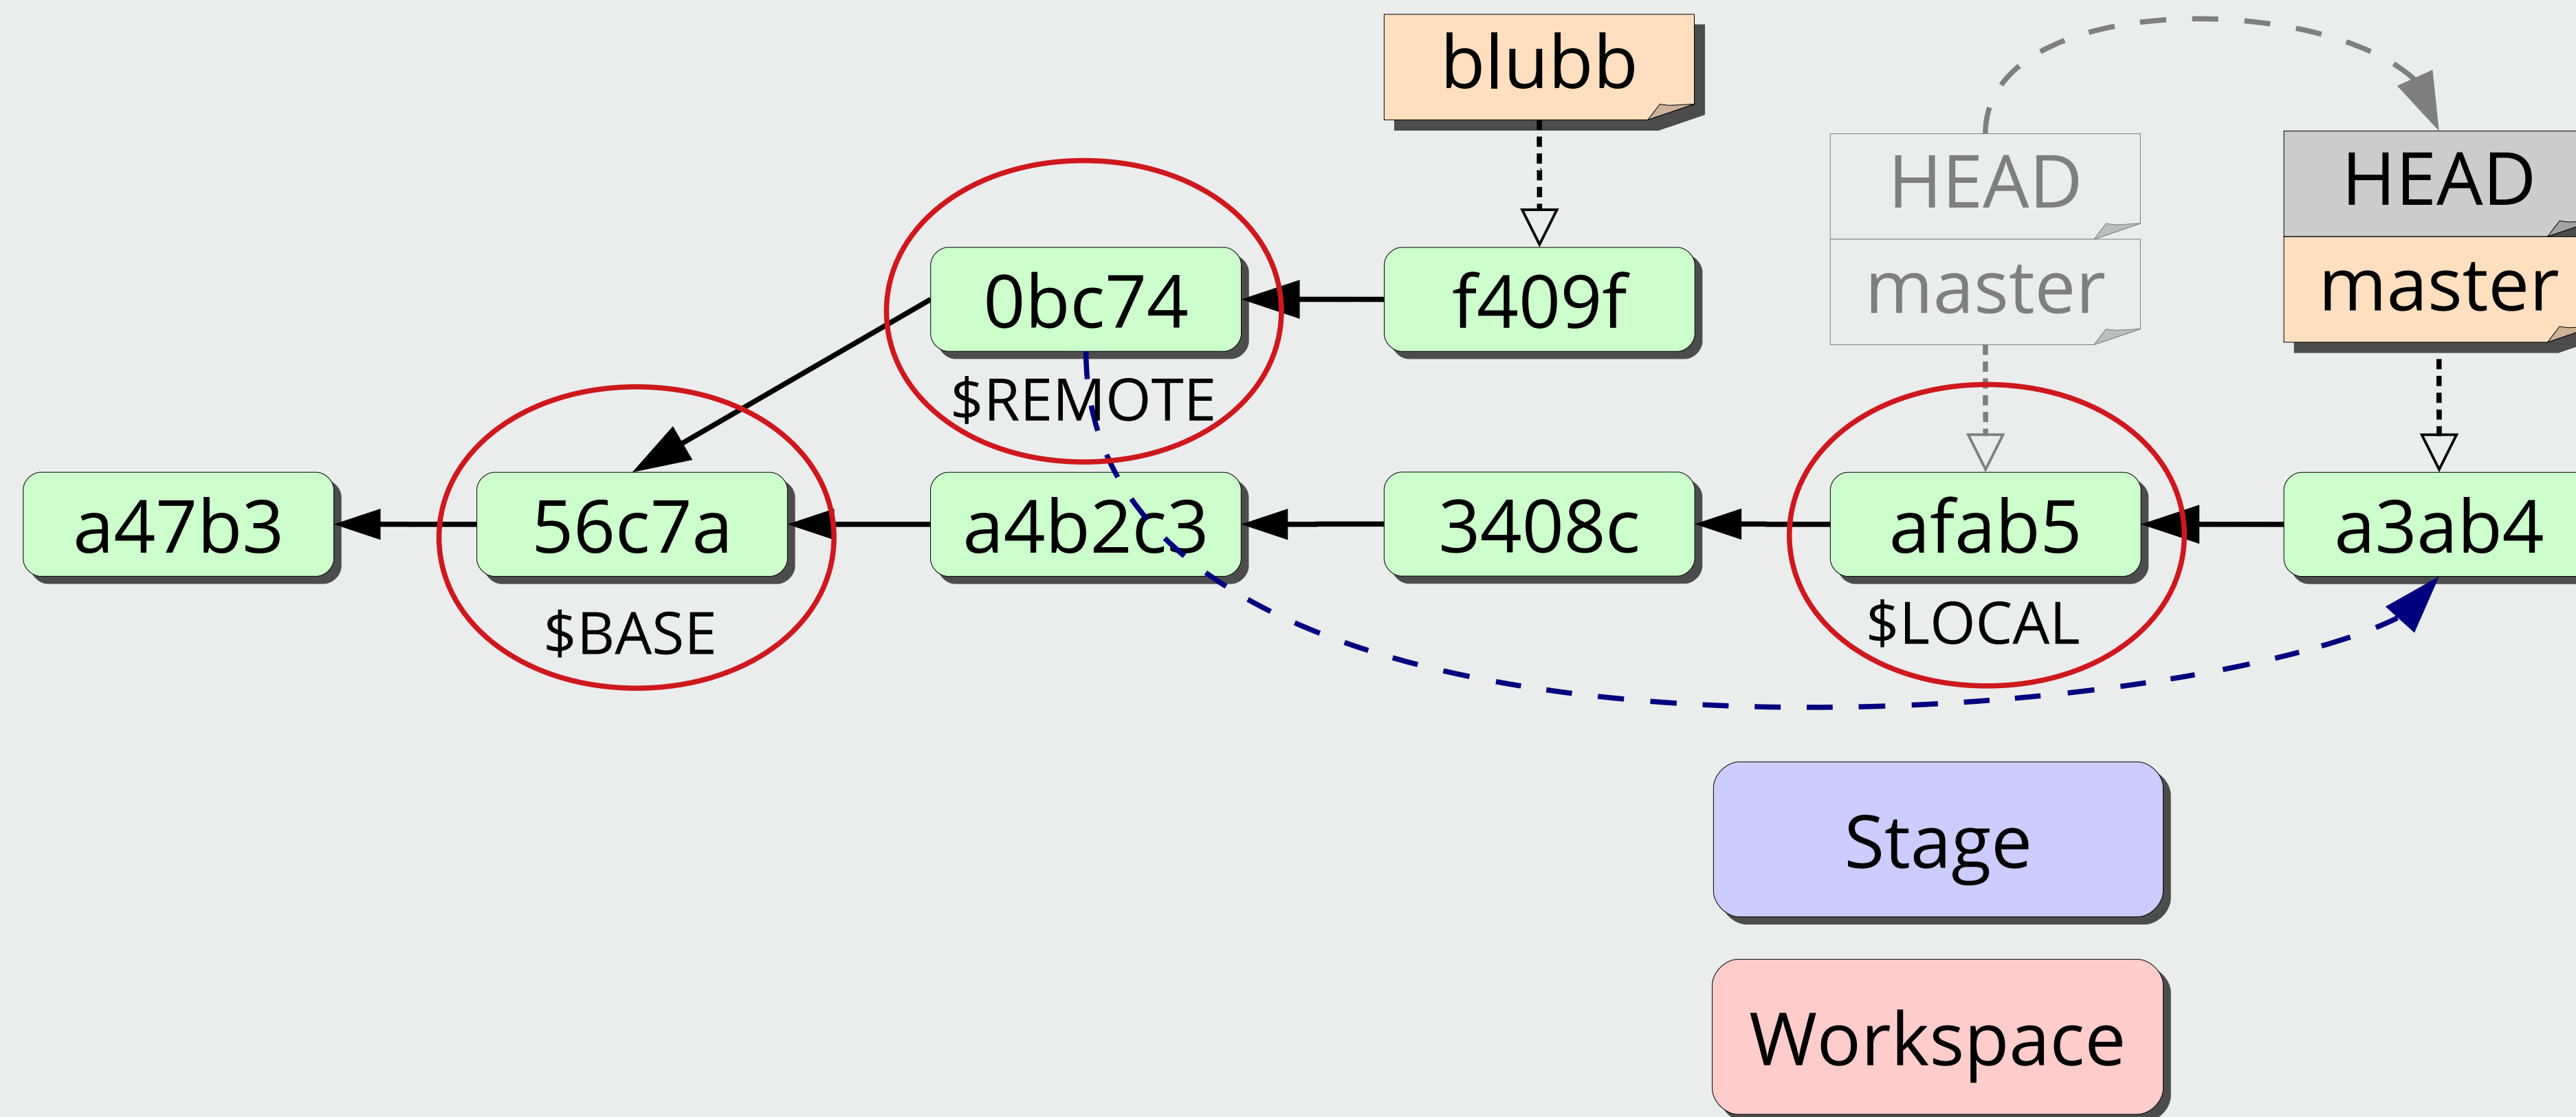 blubb
HEAD
HEAD
master
master
0bc74
f409f
$REMOTE
a47b3
56c7a
a4b2c3
3408c
afab5
a3ab4
$BASE
$LOCAL
Stage
Workspace